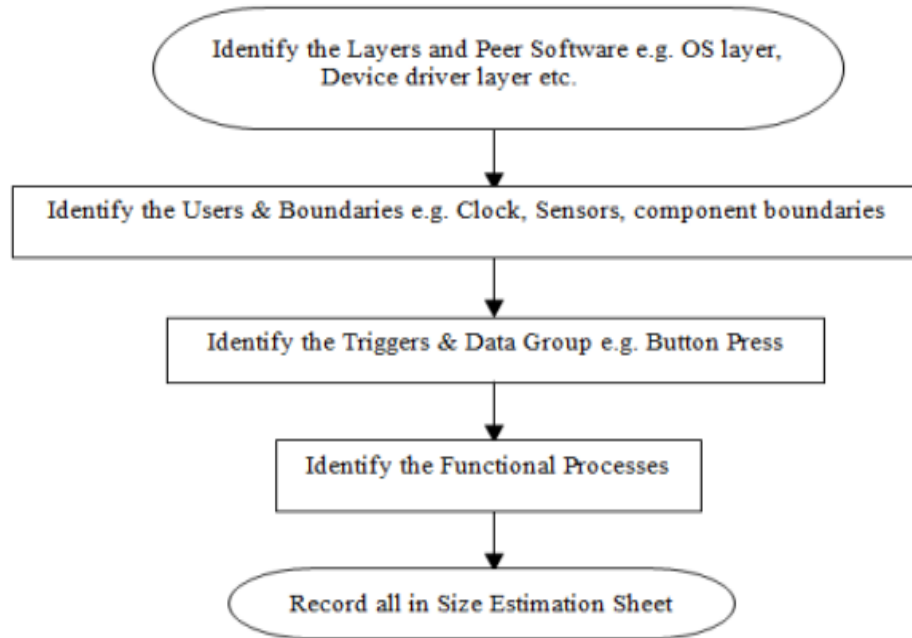 Identify the Layers and Peer Software e.g. OS layer,
Device driver layer etc.
Identify the Users & Boundaries e.g. Clock, Sensors, component boundaries
Identify the Triggers & Data Group e.g. Button Press
Identify the Functional Processes
Record all in Size Estimation Sheet